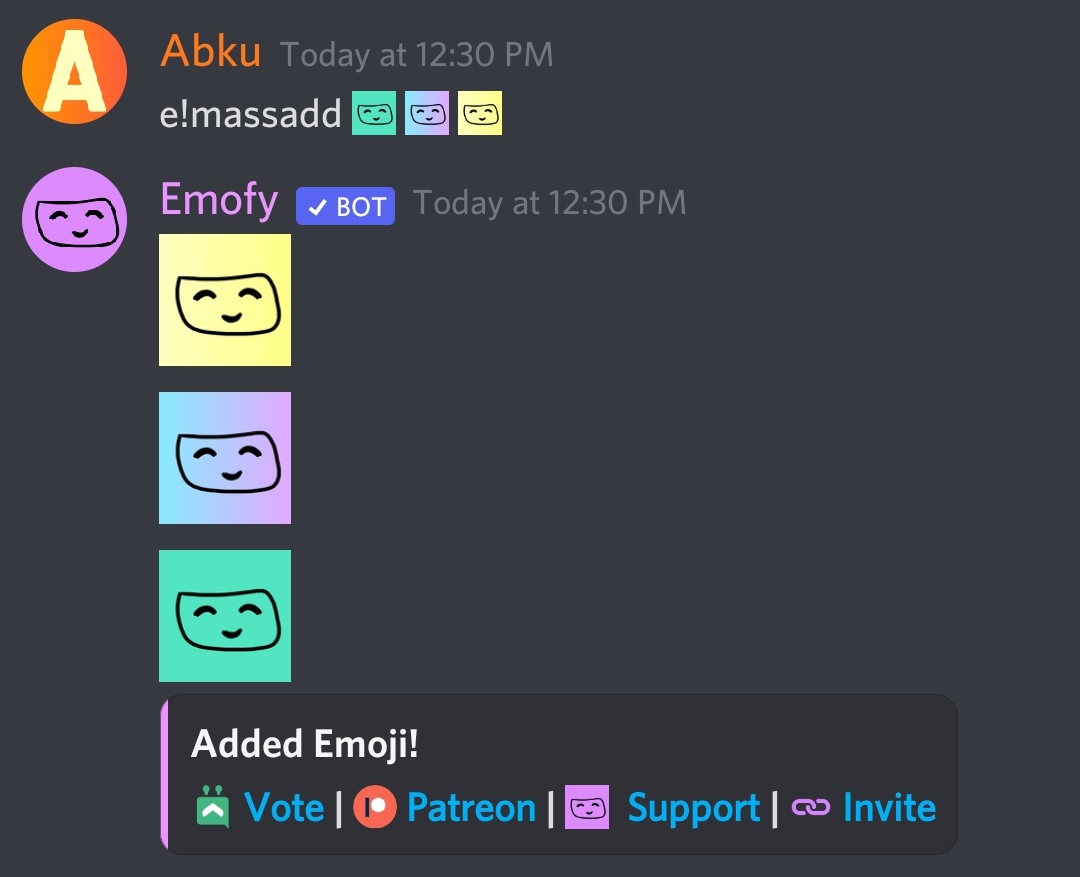 A
Abku Today at 12:30 PM
e!massadd
Emofy ✓ BOT Today at 12:30 PM
Added Emoji!
Vote | Patreon | Support | Invite